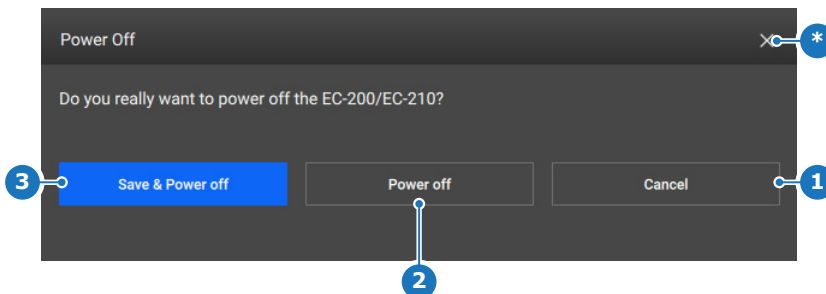 Power Off
*
Do you really want to power off the EC-200/EC-210?
3
Save & Power off
Power off
Cancel
1
2